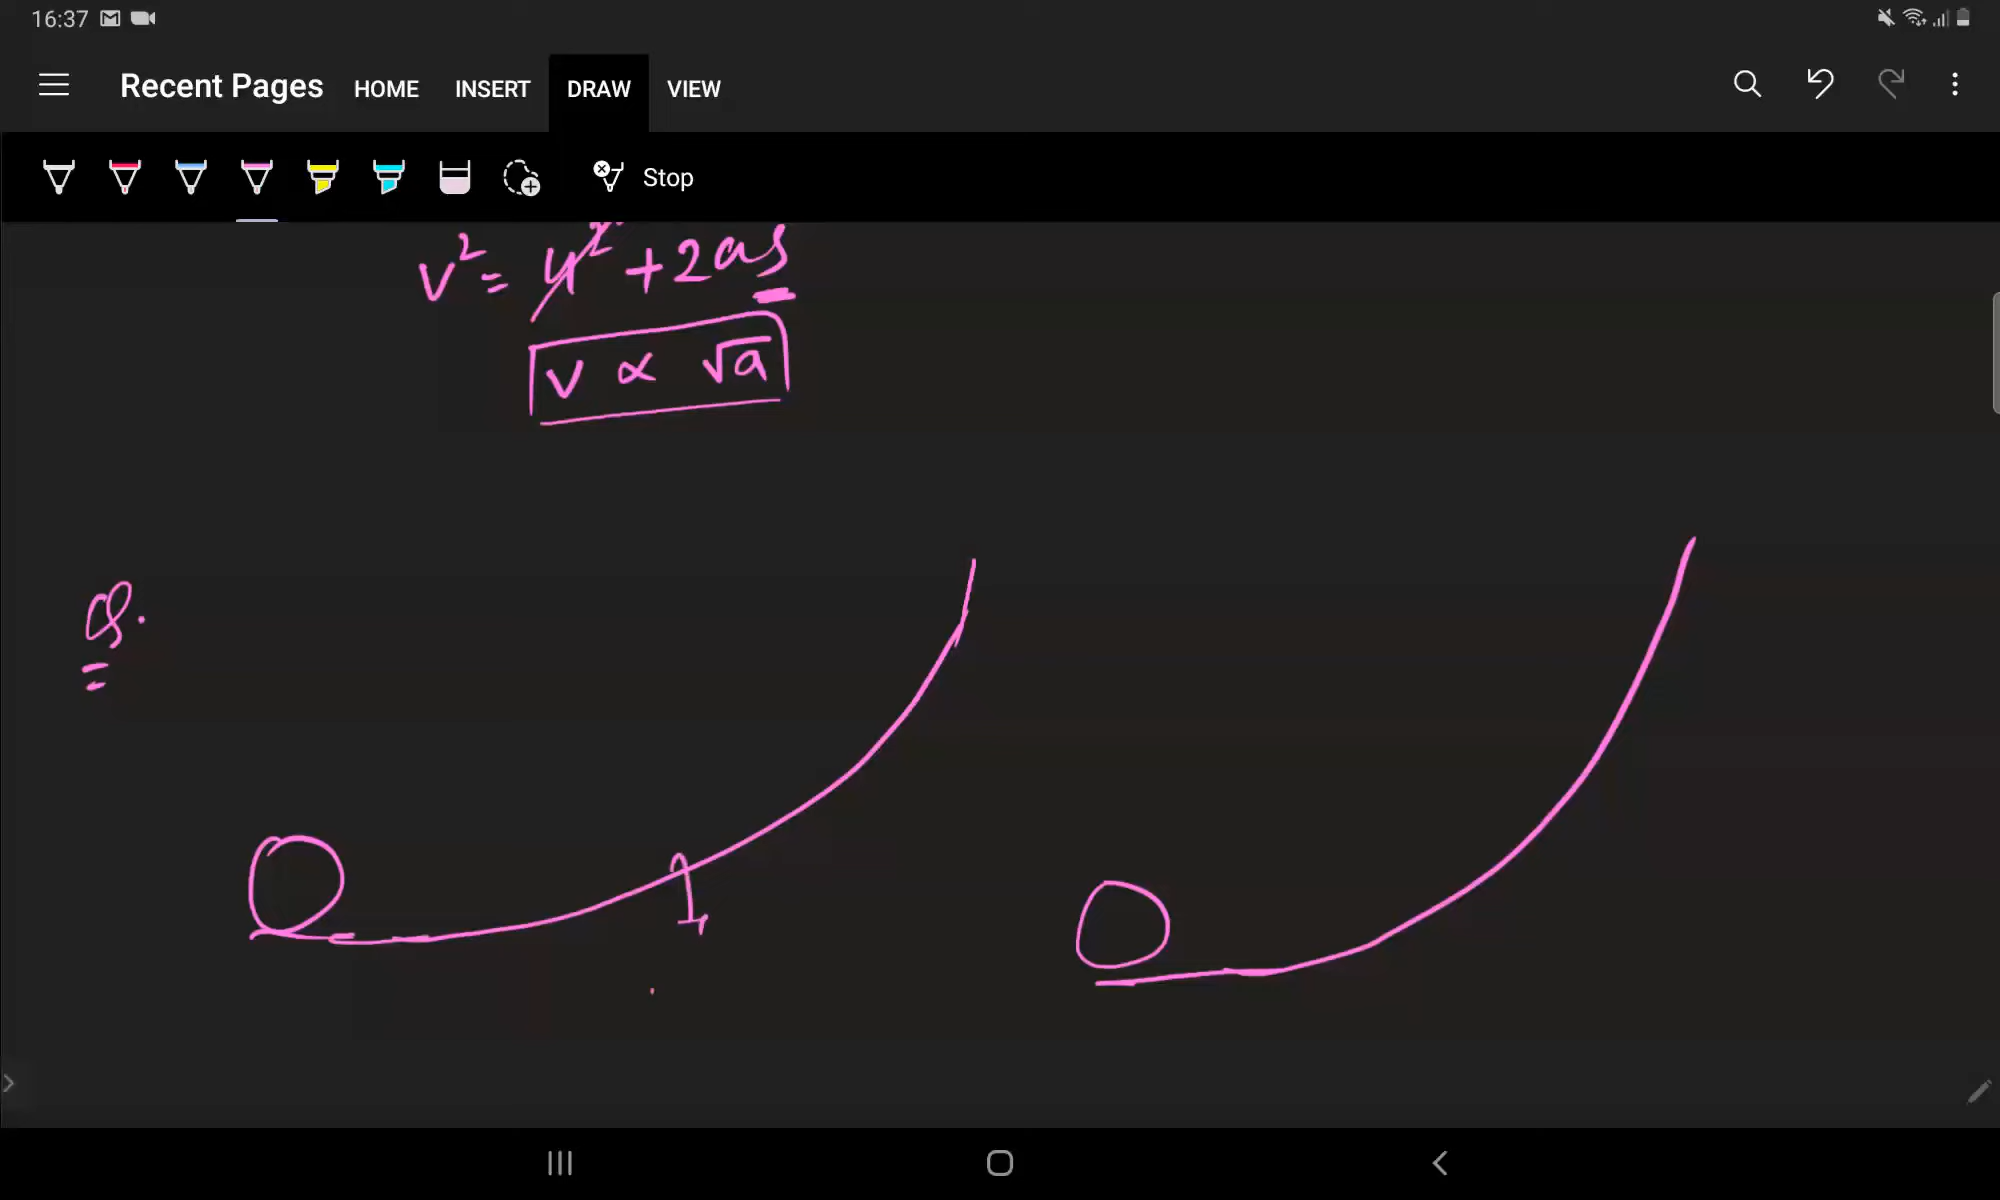 16:37
Recent Pages HOME INSERT DRAW VIEW
Stop
v² = u² + 2as
v ∝ √a
Q.